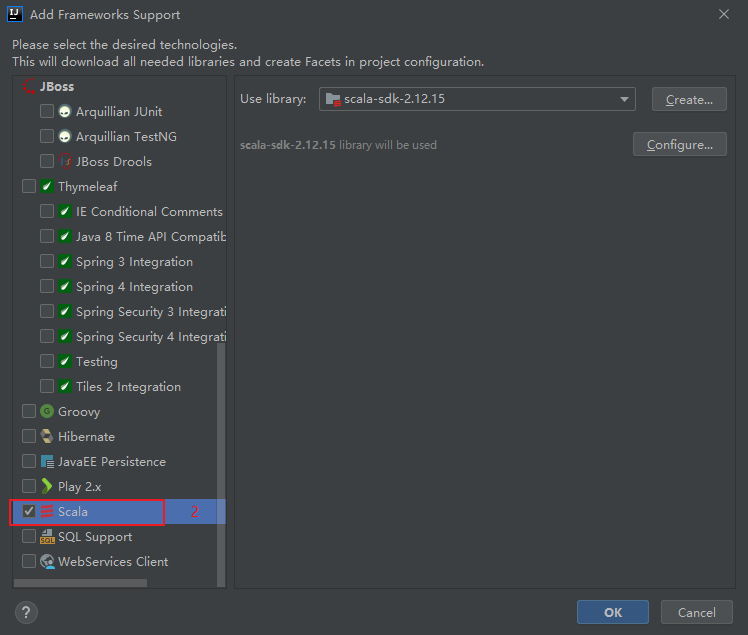 Add Frameworks Support
Please select the desired technologies.
This will download all needed libraries and create Facets in project configuration.
JBoss
Arquillian JUnit
Arquillian TestNG
JBoss Drools
Thymeleaf
IE Conditional Comments
Java 8 Time API Compatib
Spring 3 Integration
Spring 4 Integration
Spring Security 3 Integrati
Spring Security 4 Integrati
Testing
Tiles 2 Integration
Groovy
Hibernate
JavaEE Persistence
Play 2.x
Scala 2
SQL Support
WebServices Client
Use library: scala-sdk-2.12.15 Create...
scala-sdk-2.12.15 library will be used Configure...
? OK Cancel